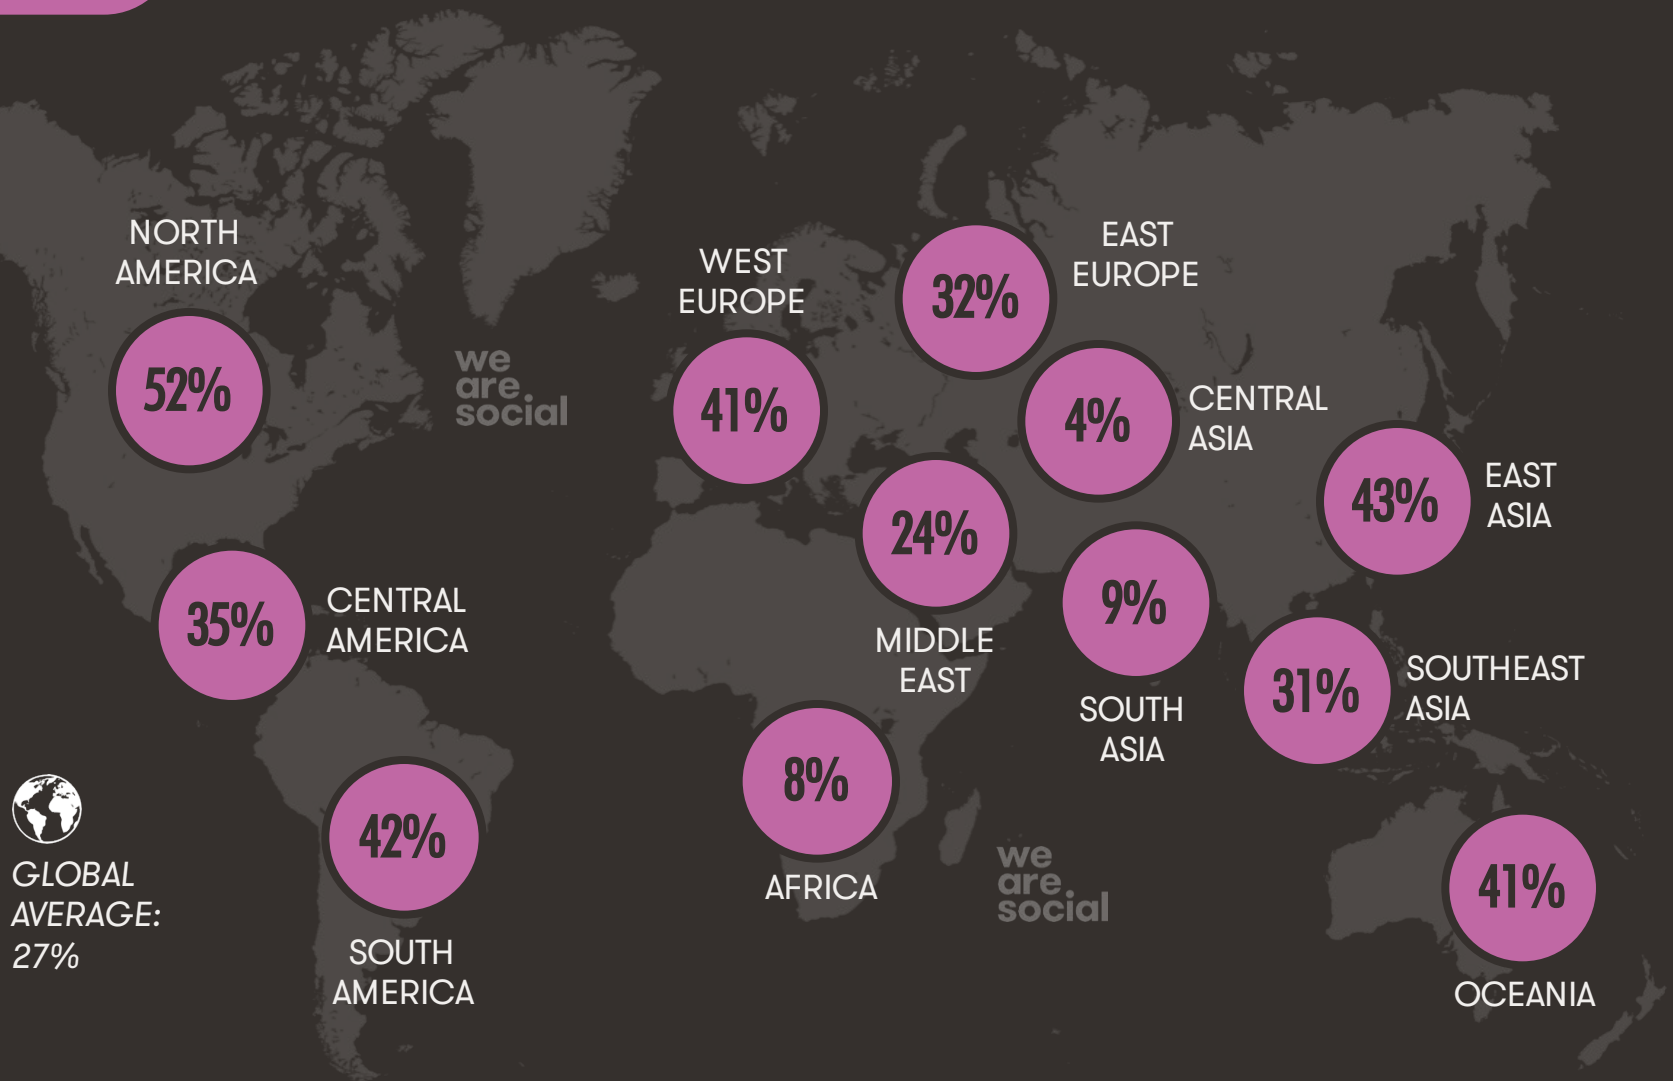 NORTH
AMERICA
52%
we
are
social
WEST
EUROPE
41%
32%
EAST
EUROPE
4%
CENTRAL
ASIA
43%
EAST
ASIA
24%
MIDDLE
EAST
9%
SOUTH
ASIA
35%
CENTRAL
AMERICA
31%
SOUTHEAST
ASIA
8%
AFRICA
42%
SOUTH
AMERICA
we
are
social
41%
OCEANIA
GLOBAL
AVERAGE:
27%